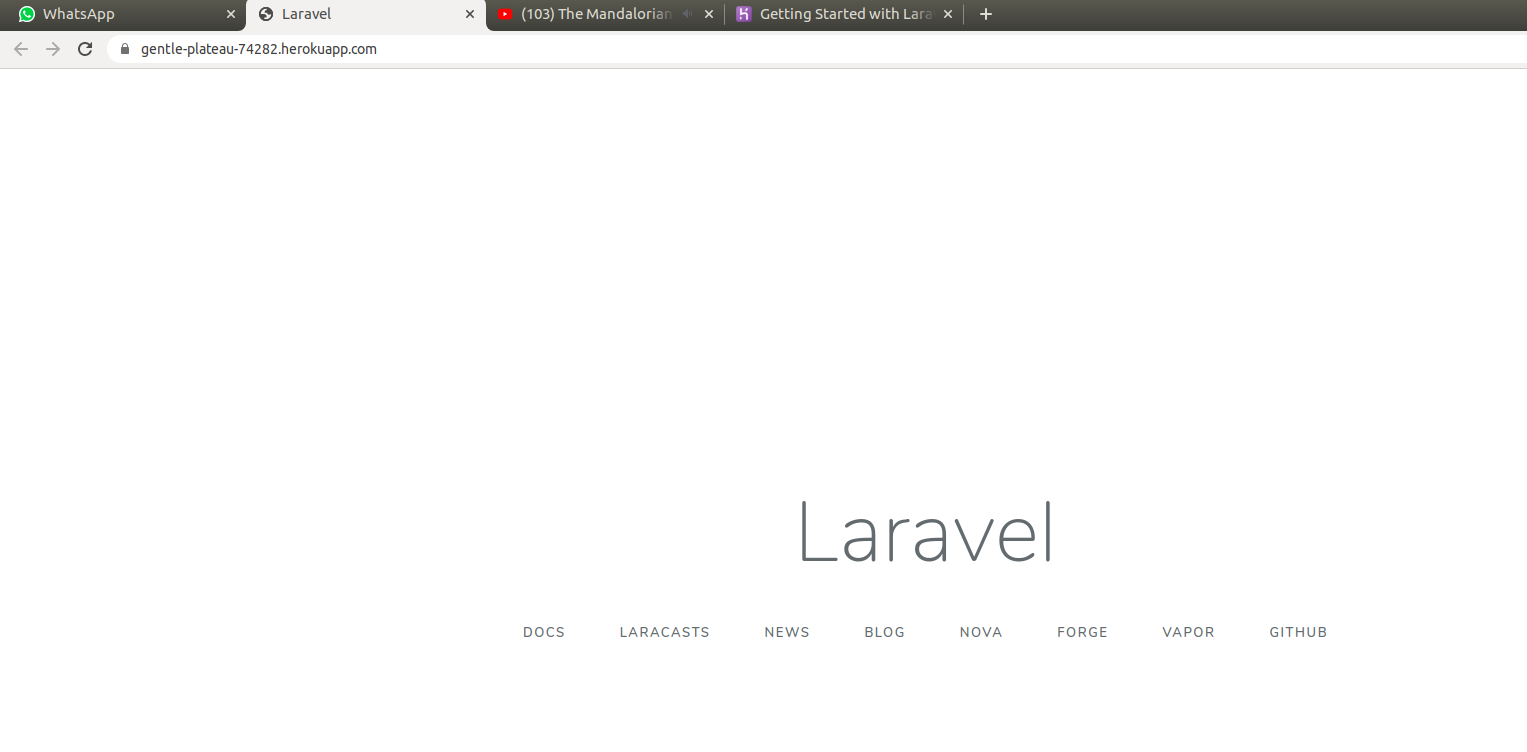 WhatsApp Laravel (103) The Mandalorian Getting Started with Lara
gentle-plateau-74282.herokuapp.com
Laravel
DOCS LARACASTS NEWS BLOG NOVA FORGE VAPOR GITHUB